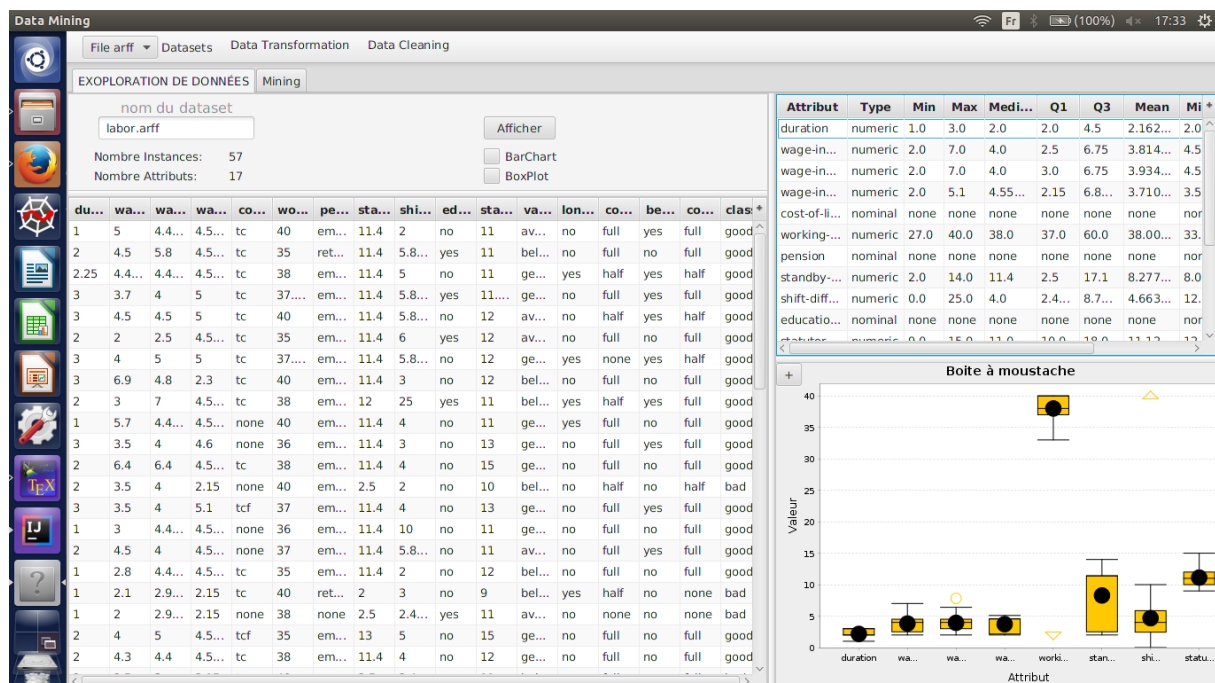 Data Mining Fr (100%) 17:33
File arff Datasets Data Transformation Data Cleaning
EXOPLORATION DE DONNÉES Mining
nom du dataset
labor.arff Afficher
Nombre Instances: 57 BarChart
Nombre Attributs: 17 BoxPlot
du... wa... wa... wa... co... wo... pe... sta... shi... ed... sta... va... lon... co... be... co... clas
1 5 4.4... 4.5... tc 40 em... 11.4 2 no 11 av... no full yes full good
2 4.5 5.8 4.5... tc 35 ret... 11.4 5.8... yes 11 bel... no full no full good
2.25 4.4... 4.4... 4.5... tc 38 em... 11.4 5 no 11 ge... yes half yes half good
3 3.7 4 5 tc 37.... em... 11.4 5.8... yes 11.... ge... no full yes full good
3 4.5 4.5 5 tc 40 em... 11.4 5.8... no 12 av... no half yes half good
2 2 2.5 4.5... tc 35 em... 11.4 6 yes 12 av... no full no full good
3 4 5 5 tc 37.... em... 11.4 5.8... no 12 ge... yes none yes half good
3 6.9 4.8 2.3 tc 40 em... 11.4 3 no 12 bel... no full no full good
2 3 7 4.5... tc 38 em... 12 25 yes 11 bel... yes half yes full good
1 5.7 4.4... 4.5... none 40 em... 11.4 4 no 11 ge... yes full no full good
3 3.5 4 4.6 none 36 em... 11.4 3 no 13 ge... no full yes full good
2 6.4 6.4 4.5... tc 38 em... 11.4 4 no 15 ge... no full no full good
2 3.5 4 2.15 none 40 em... 2.5 2 no 10 bel... no half no half bad
3 3.5 4 5.1 tcf 37 em... 11.4 4 no 13 ge... no full yes full good
1 3 4.4... 4.5... none 36 em... 11.4 10 no 11 ge... no full no full good
2 4.5 4 4.5... none 37 em... 11.4 5.8... no 11 av... no full yes full good
1 2.8 4.4... 4.5... tc 35 em... 11.4 2 no 12 bel... no full no full good
1 2.1 2.9... 2.15 tc 40 ret... 2 3 no 9 bel... yes half no none bad
1 2 2.9... 2.15 none 38 none 2.5 2.4... yes 11 av... no none no none bad
2 4 5 4.5... tcf 35 em... 13 5 no 15 ge... no full no full good
2 4.3 4.4 4.5... tc 38 em... 11.4 4 no 12 ge... no full no full good
Attribut Type Min Max Medi... Q1 Q3 Mean Mi
duration numeric 1.0 3.0 2.0 2.0 4.5 2.162... 2.0
wage-in... numeric 2.0 7.0 4.0 2.5 6.75 3.814... 4.5
wage-in... numeric 2.0 7.0 4.0 3.0 6.75 3.934... 4.5
wage-in... numeric 2.0 5.1 4.55... 2.15 6.8... 3.710... 3.5
cost-of-li... nominal none none none none none none nor
working-... numeric 27.0 40.0 38.0 37.0 60.0 38.00... 33.
pension nominal none none none none none none nor
standby-... numeric 2.0 14.0 11.4 2.5 17.1 8.277... 8.0
shift-diff... numeric 0.0 25.0 4.0 2.4... 8.7... 4.663... 12.
educatio... nominal none none none none none none nor
Boite à moustache
40
35
30
25
20
15
10
5
0
Valeur
duration wa... wa... wa... worki... stan... shi... statu...
Attribut